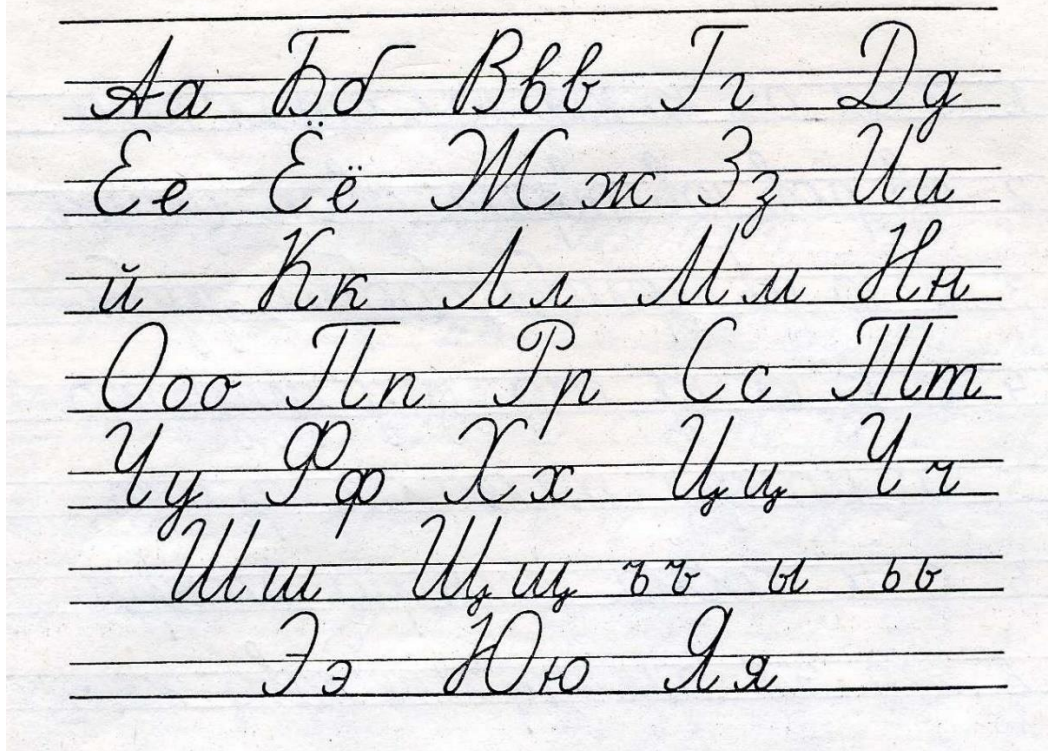 Аа Бб Ввв Гг Дд
Ее Ёё Жж Зз Ии
й Кк Лл Мм Нн
Ооо Пп Рр Сс Тт
Уу Фф Хх Цц Чч
Шш Щщ ъъ ы ьь
Ээ Юю Яя